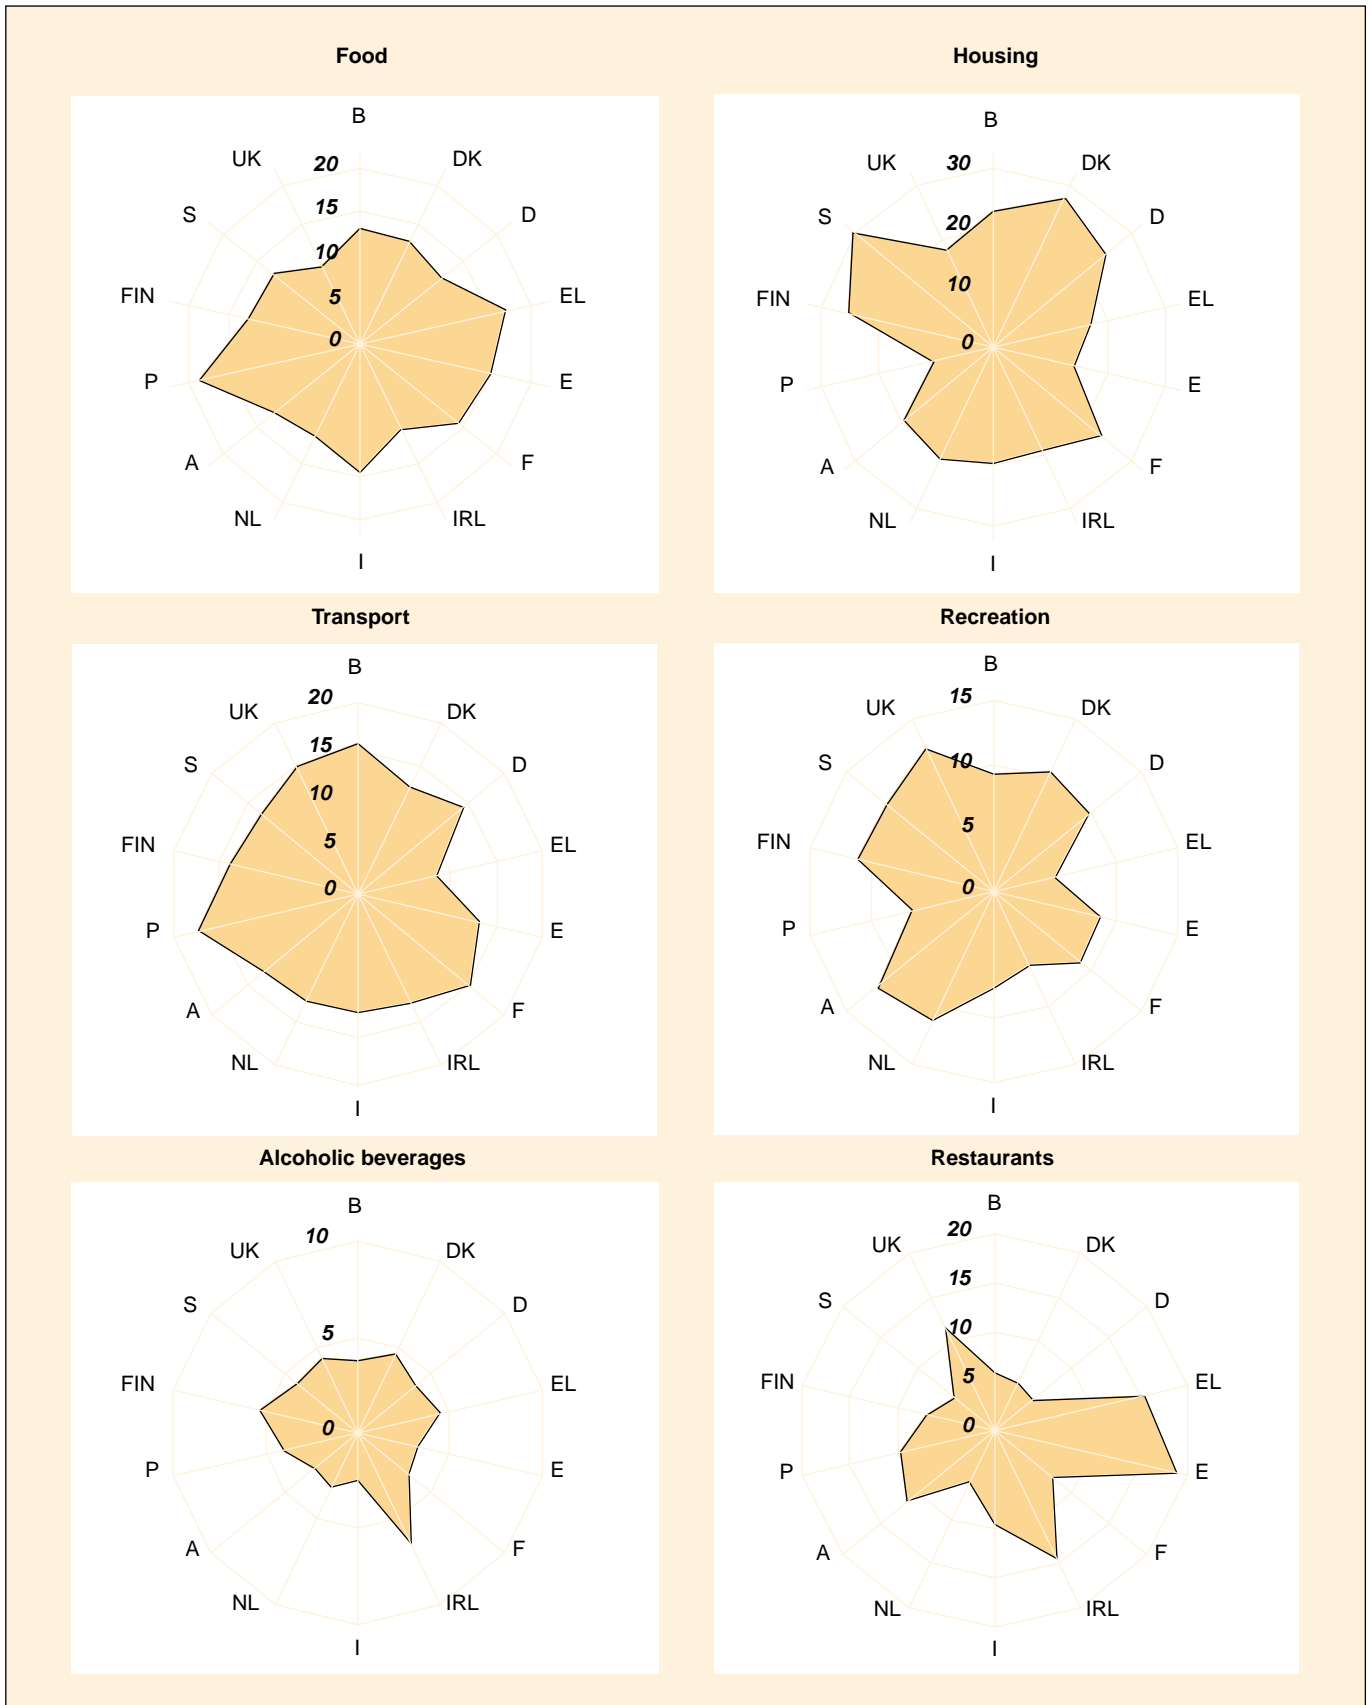 Food
B
DK
D
EL
E
F
IRL
I
NL
A
P
FIN
S
UK
20
15
10
5
0
Housing
B
DK
D
EL
E
F
IRL
I
NL
A
P
FIN
S
UK
30
20
10
0
Transport
B
DK
D
EL
E
F
IRL
I
NL
A
P
FIN
S
UK
20
15
10
5
0
Recreation
B
DK
D
EL
E
F
IRL
I
NL
A
P
FIN
S
UK
15
10
5
0
Alcoholic beverages
B
DK
D
EL
E
F
IRL
I
NL
A
P
FIN
S
UK
10
5
0
Restaurants
B
DK
D
EL
E
F
IRL
I
NL
A
P
FIN
S
UK
20
15
10
5
0